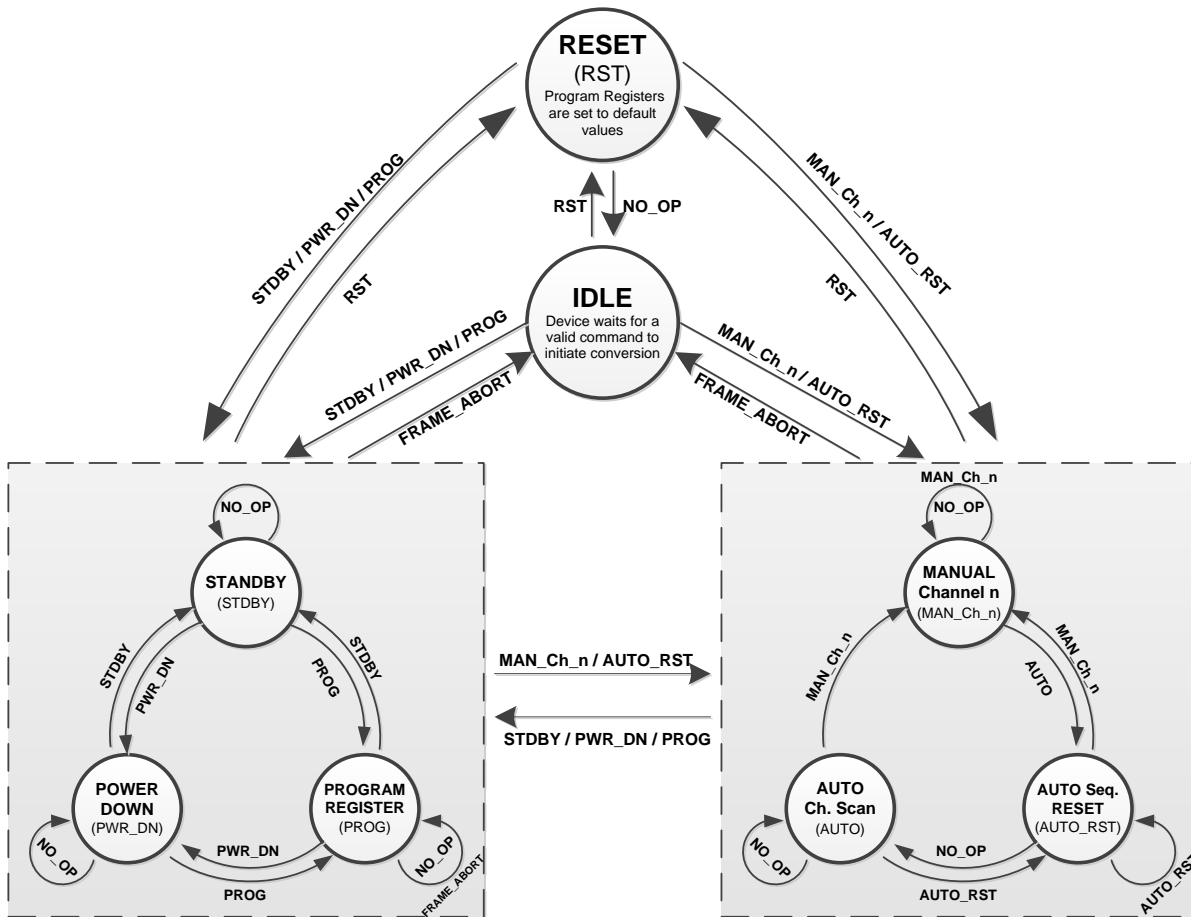 RESET
(RST)
Program Registers
are set to default
values
STDBY / PWR_DN / PROG
RST
MAN_Ch_n / AUTO_RST
RST
RST
NO_OP
IDLE
Device waits for a
valid command to
initiate conversion
STDBY / PWR_DN / PROG
FRAME_ABORT
MAN_Ch_n / AUTO_RST
FRAME_ABORT
NO_OP
STANDBY
(STDBY)
STDBY
PWR_DN
PROG
STDBY
POWER
DOWN
(PWR_DN)
PROGRAM
REGISTER
(PROG)
NO_OP
PWR_DN
PROG
NO_OP
FRAME_ABORT
MAN_Ch_n / AUTO_RST
STDBY / PWR_DN / PROG
MAN_Ch_n
NO_OP
MANUAL
Channel n
(MAN_Ch_n)
MAN_Ch_n
AUTO
MAN_Ch_n
AUTO
Ch. Scan
(AUTO)
AUTO Seq.
RESET
(AUTO_RST)
NO_OP
NO_OP
AUTO_RST
AUTO_RST